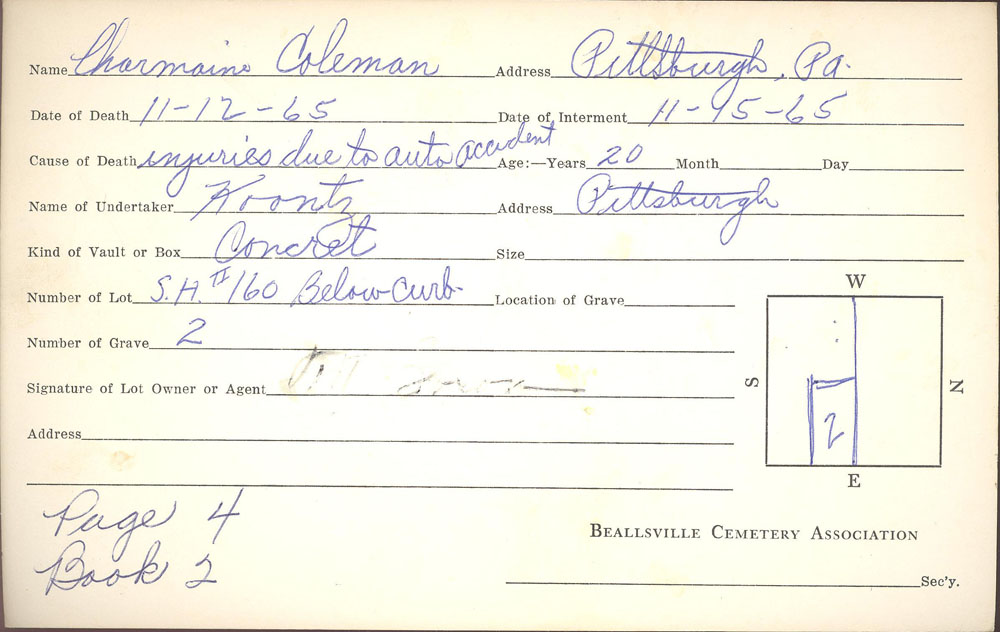 Name Charmaine Coleman Address Pittsburgh, Pa.
Date of Death 11-12-65 Date of Interment 11-15-65
Cause of Death injuries due to auto accident Age:—Years 20 Month Day
Name of Undertaker Koontz Address Pittsburgh
Kind of Vault or Box Concret Size
Number of Lot S.H. II 160 Below Curb Location of Grave
Number of Grave 2
Signature of Lot Owner or Agent
Address
W
S
N
2
E
Page 4
Book 2
BEALLSVILLE CEMETERY ASSOCIATION
Sec'y.